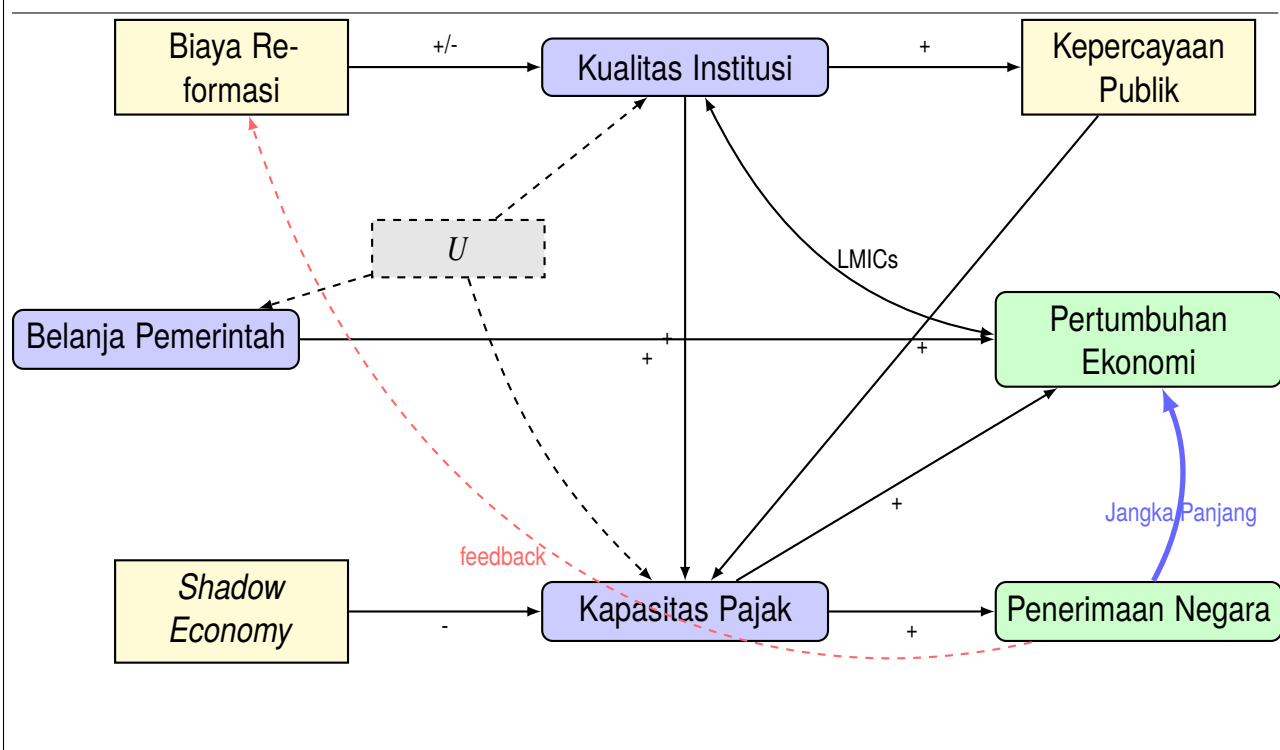 Biaya Re-
formasi
+/-
Kualitas Institusi
+
Kepercayaan
Publik
U
LMICs
Belanja Pemerintah
+
+
+
Pertumbuhan
Ekonomi
+
Jangka Panjang
feedback
Shadow
Economy
-
Kapasitas Pajak
+
Penerimaan Negara